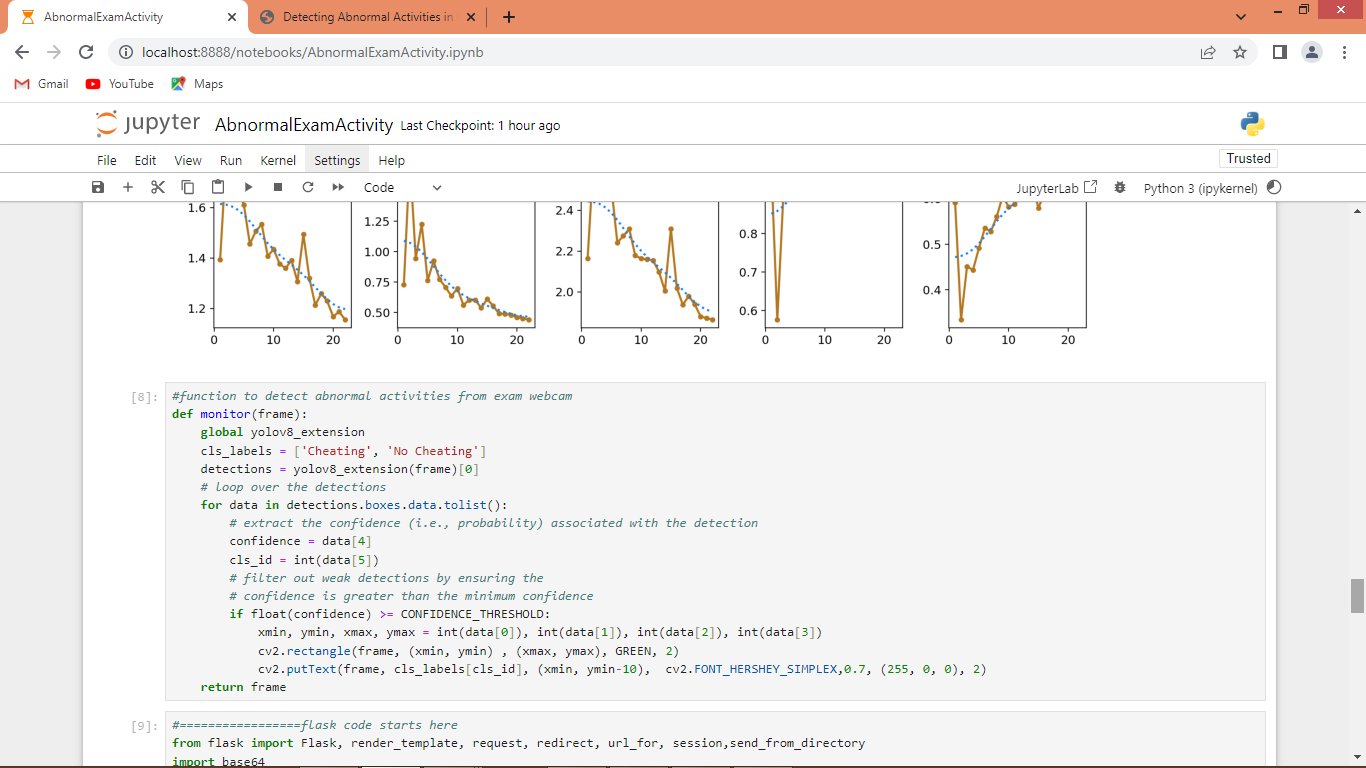 AbnormalExamActivity
Detecting Abnormal Activities in
localhost:8888/notebooks/AbnormalExamActivity.ipynb
Gmail YouTube Maps
jupyter AbnormalExamActivity Last Checkpoint: 1 hour ago
File Edit View Run Kernel Settings Help
Trusted
Code
JupyterLab Python 3 (ipykernel)
1.6
1.4
1.2
0 10 20
1.25
1.00
0.75
0.50
0 10 20
2.4
2.2
2.0
0 10 20
0.8
0.7
0.6
0 10 20
0.5
0.4
0 10 20
[8]:
#function to detect abnormal activities from exam webcam
def monitor(frame):
    global yolov8_extension
    cls_labels = ['Cheating', 'No Cheating']
    detections = yolov8_extension(frame)[0]
    # loop over the detections
    for data in detections.boxes.data.tolist():
        # extract the confidence (i.e., probability) associated with the detection
        confidence = data[4]
        cls_id = int(data[5])
        # filter out weak detections by ensuring the
        # confidence is greater than the minimum confidence
        if float(confidence) >= CONFIDENCE_THRESHOLD:
            xmin, ymin, xmax, ymax = int(data[0]), int(data[1]), int(data[2]), int(data[3])
            cv2.rectangle(frame, (xmin, ymin) , (xmax, ymax), GREEN, 2)
            cv2.putText(frame, cls_labels[cls_id], (xmin, ymin-10),  cv2.FONT_HERSHEY_SIMPLEX,0.7, (255, 0, 0), 2)
    return frame
[9]:
#=================flask code starts here
from flask import Flask, render_template, request, redirect, url_for, session,send_from_directory
import base64